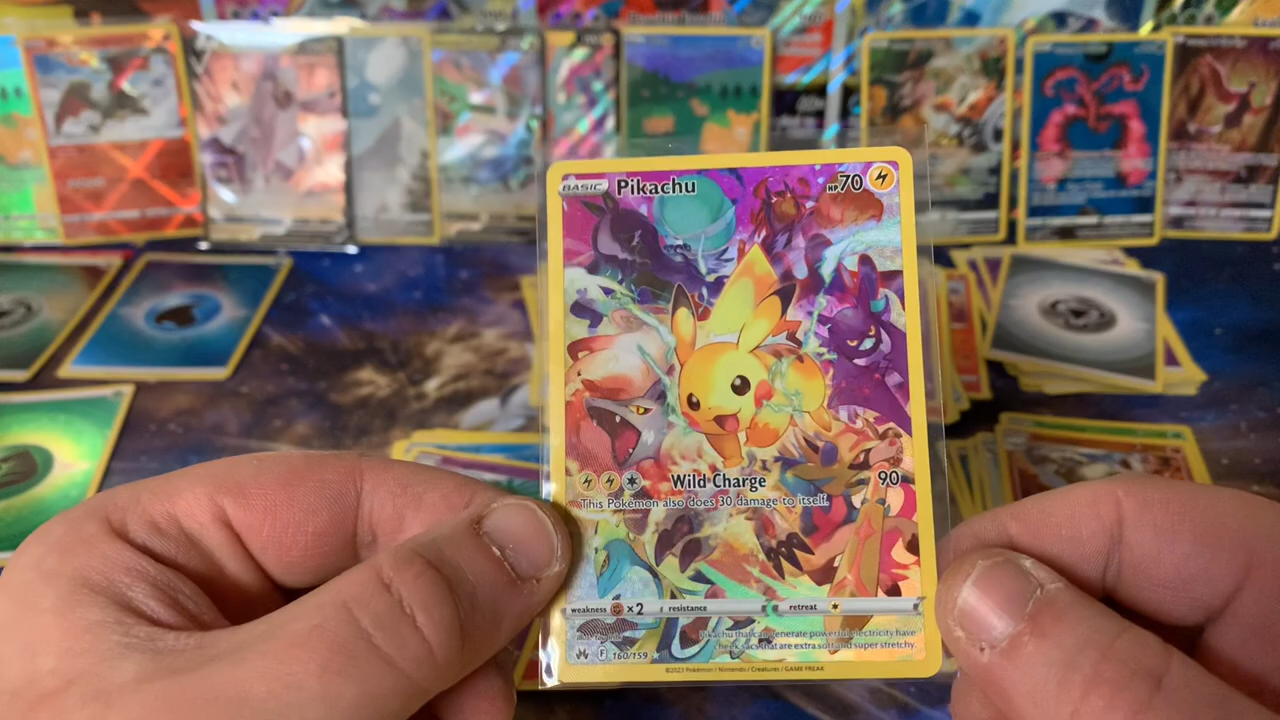 BASIC Pikachu HP70
Wild Charge 90
This Pokémon also does 30 damage to itself.
weakness ×2 resistance retreat
Pikachu that can generate powerful electricity have
cheek sacs that are extra soft and super stretchy.
F 160/159
©2023 Pokémon / Nintendo / Creatures / GAME FREAK